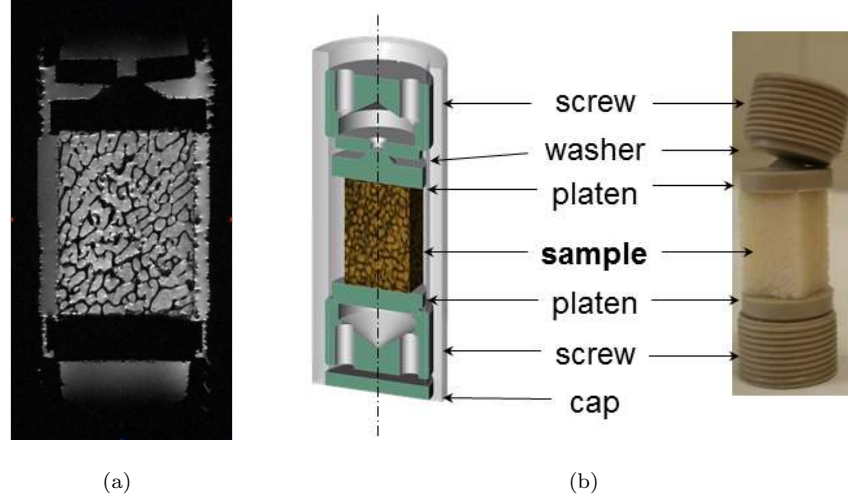 screw
washer
platen
sample
platen
screw
cap
(a)
(b)